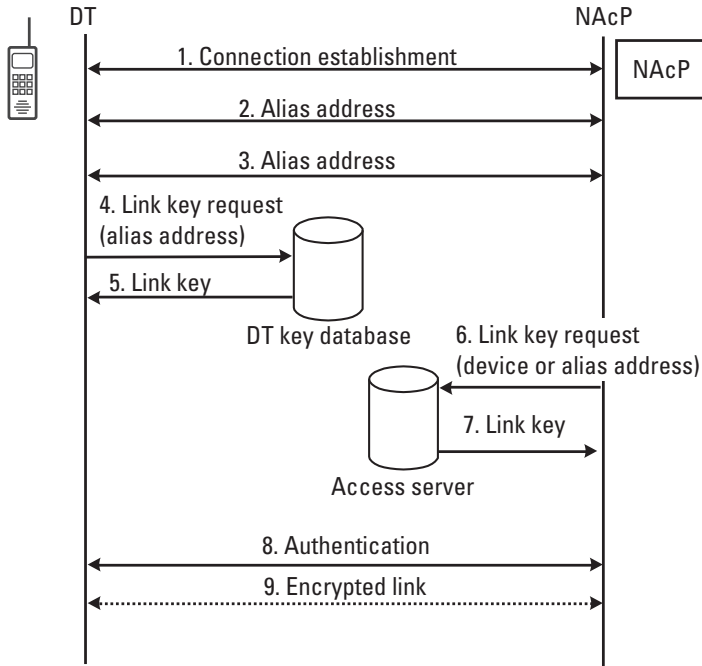 DT
NAcP
NAcP
1. Connection establishment
2. Alias address
3. Alias address
4. Link key request
(alias address)
5. Link key
DT key database
6. Link key request
(device or alias address)
7. Link key
Access server
8. Authentication
9. Encrypted link